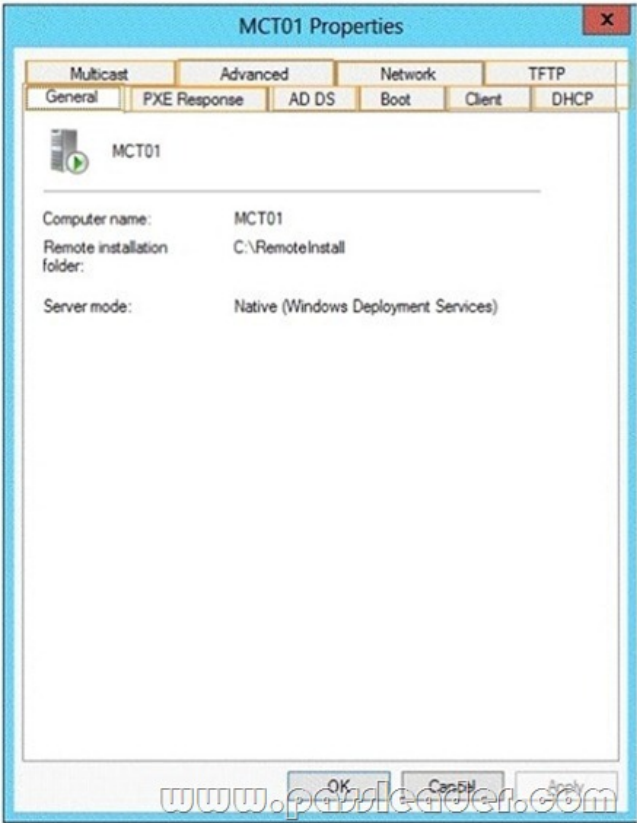 MCT01 Properties
x
Multicast Advanced Network TFTP
General PXE Response AD DS Boot Client DHCP
MCT01
Computer name: MCT01
Remote installation folder: C:\RemoteInstall
Server mode: Native (Windows Deployment Services)
OK Cancel Apply
www.passleader.com